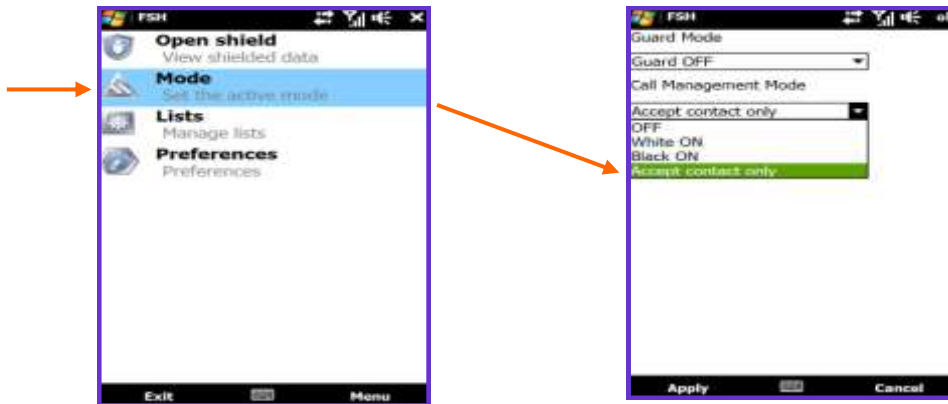 FSH
Open shield
View shielded data
Mode
Set the active mode
Lists
Manage lists
Preferences
Preferences
Exit
Menu
FSH
Guard Mode
Guard OFF
Call Management Mode
Accept contact only
OFF
White ON
Black ON
Accept contact only
Apply
Cancel